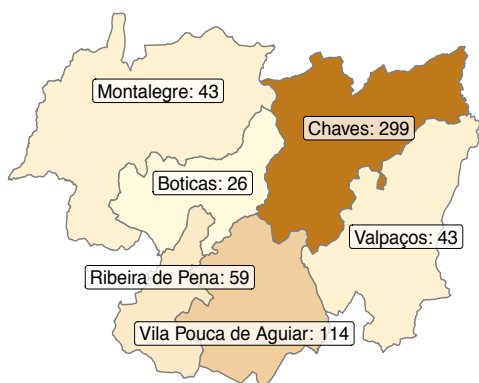 Montalegre: 43
Chaves: 299
Boticas: 26
Valpaços: 43
Ribeira de Pena: 59
Vila Pouca de Aguiar: 114